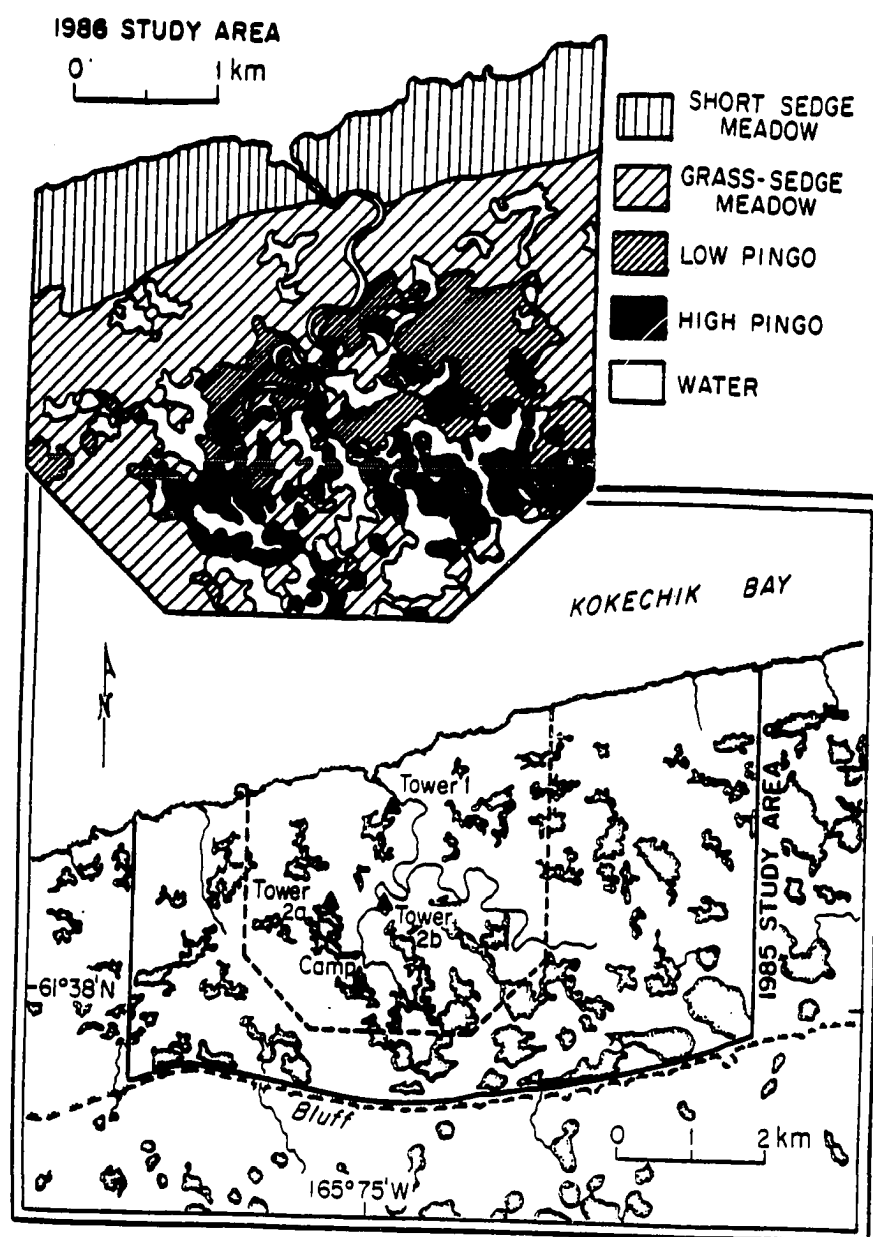 1986 STUDY AREA
0 1 km
SHORT SEDGE
MEADOW
GRASS-SEDGE
MEADOW
LOW PINGO
HIGH PINGO
WATER
KOKECHIK BAY
N
Tower 1
Tower
2a
Tower
2b
Camp
1985 STUDY AREA
61°38'N
Bluff
0 2 km
165°75'W